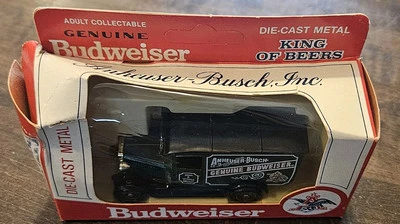 ADULT COLLECTABLE
GENUINE
Budweiser
DIE-CAST METAL
KING
OF BEERS
Anheuser-Busch, Inc.
DIE-CAST METAL
ANHEUSER-BUSCH
GENUINE BUDWEISER
Budweiser